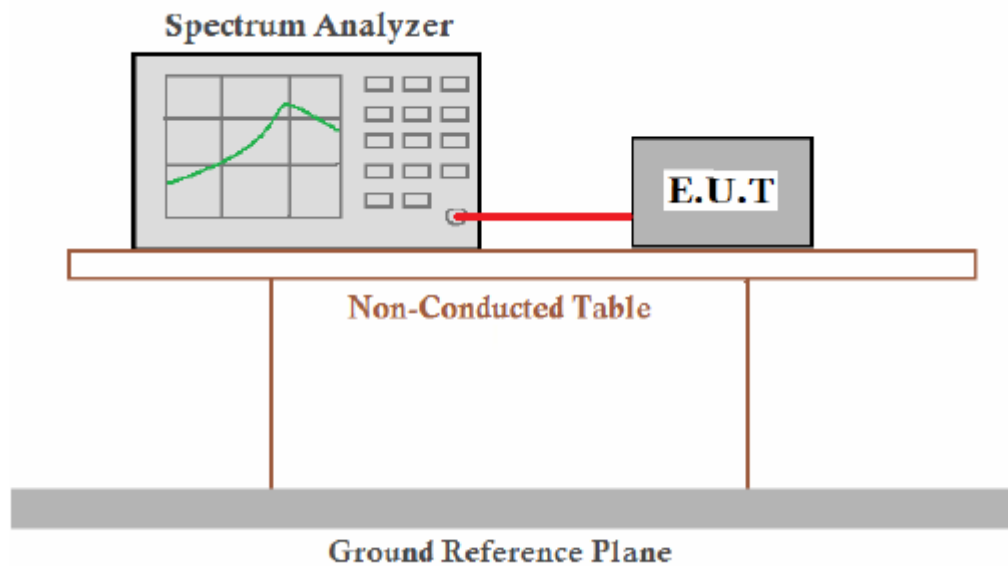 Spectrum Analyzer
E.U.T
Non-Conducted Table
Ground Reference Plane